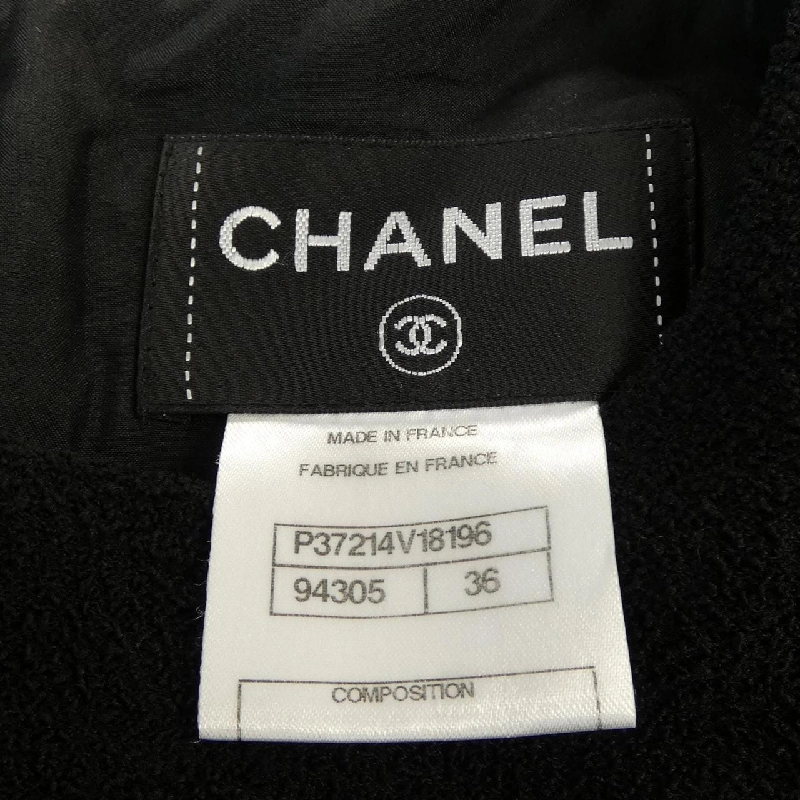 CHANEL
MADE IN FRANCE
FABRIQUE EN FRANCE
P37214V18196
94305 36
COMPOSITION